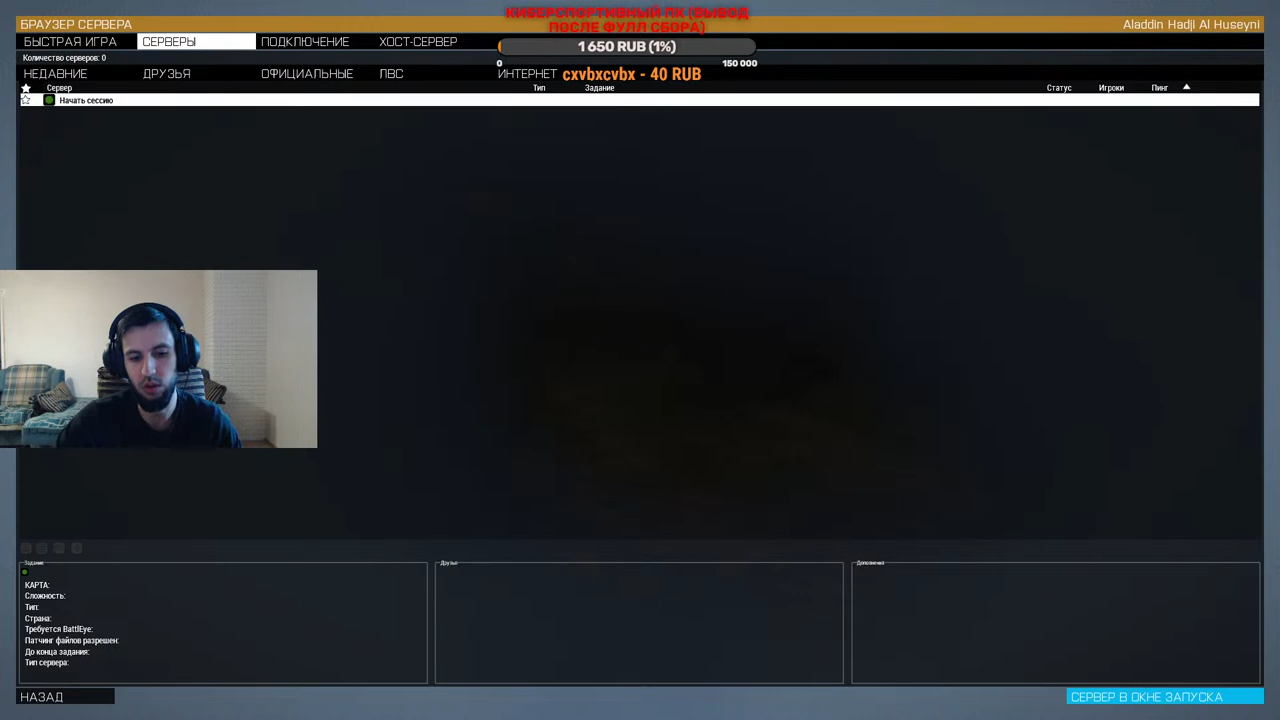 КИБЕРСПОРТИВНЫЙ ПК (ВЫВОД
ПОСЛЕ ФУЛЛ СБОРА)
БРАУЗЕР СЕРВЕРА
Aladdin Hadji Al Huseyni
БЫСТРАЯ ИГРА СЕРВЕРЫ ПОДКЛЮЧЕНИЕ ХОСТ-СЕРВЕР
1 650 RUB (1%)
Количество серверов: 0
0 150 000
НЕДАВНИЕ ДРУЗЬЯ ОФИЦИАЛЬНЫЕ ЛВС ИНТЕРНЕТ
cxvbxcvbx - 40 RUB
Сервер Тип Задание Статус Игроки Пинг
Начать сессию
Задание
КАРТА:
Сложность:
Тип:
Страна:
Требуется BattlEye:
Патчинг файлов разрешен:
До конца задания:
Тип сервера:
Друзья
Дополнения
НАЗАД
СЕРВЕР В ОКНЕ ЗАПУСКА